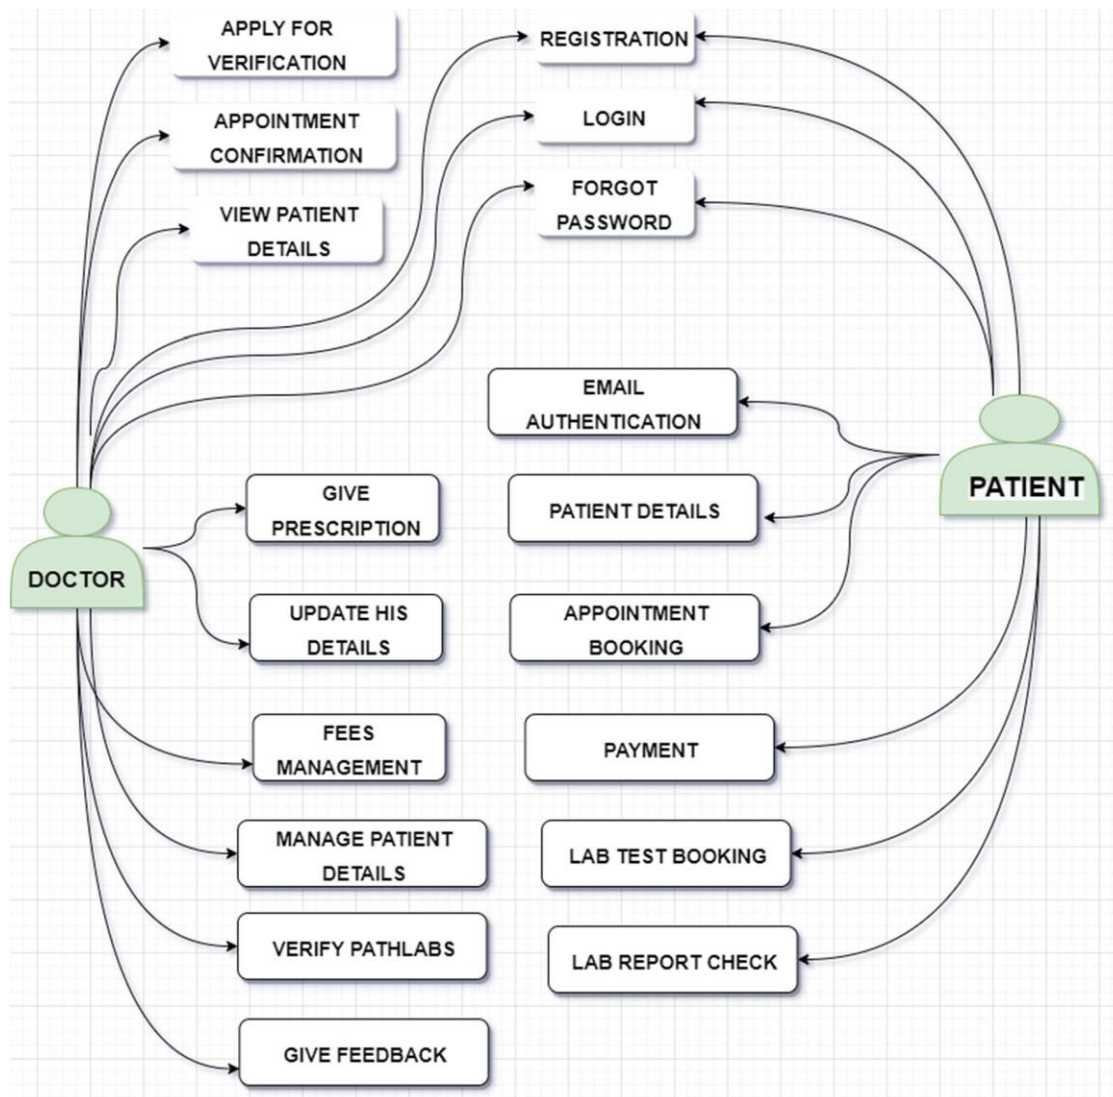 APPLY FOR
VERIFICATION
REGISTRATION
APPOINTMENT
CONFIRMATION
LOGIN
VIEW PATIENT
DETAILS
FORGOT
PASSWORD
EMAIL
AUTHENTICATION
PATIENT
GIVE
PRESCRIPTION
PATIENT DETAILS
DOCTOR
UPDATE HIS
DETAILS
APPOINTMENT
BOOKING
FEES
MANAGEMENT
PAYMENT
MANAGE PATIENT
DETAILS
LAB TEST BOOKING
VERIFY PATHLABS
LAB REPORT CHECK
GIVE FEEDBACK